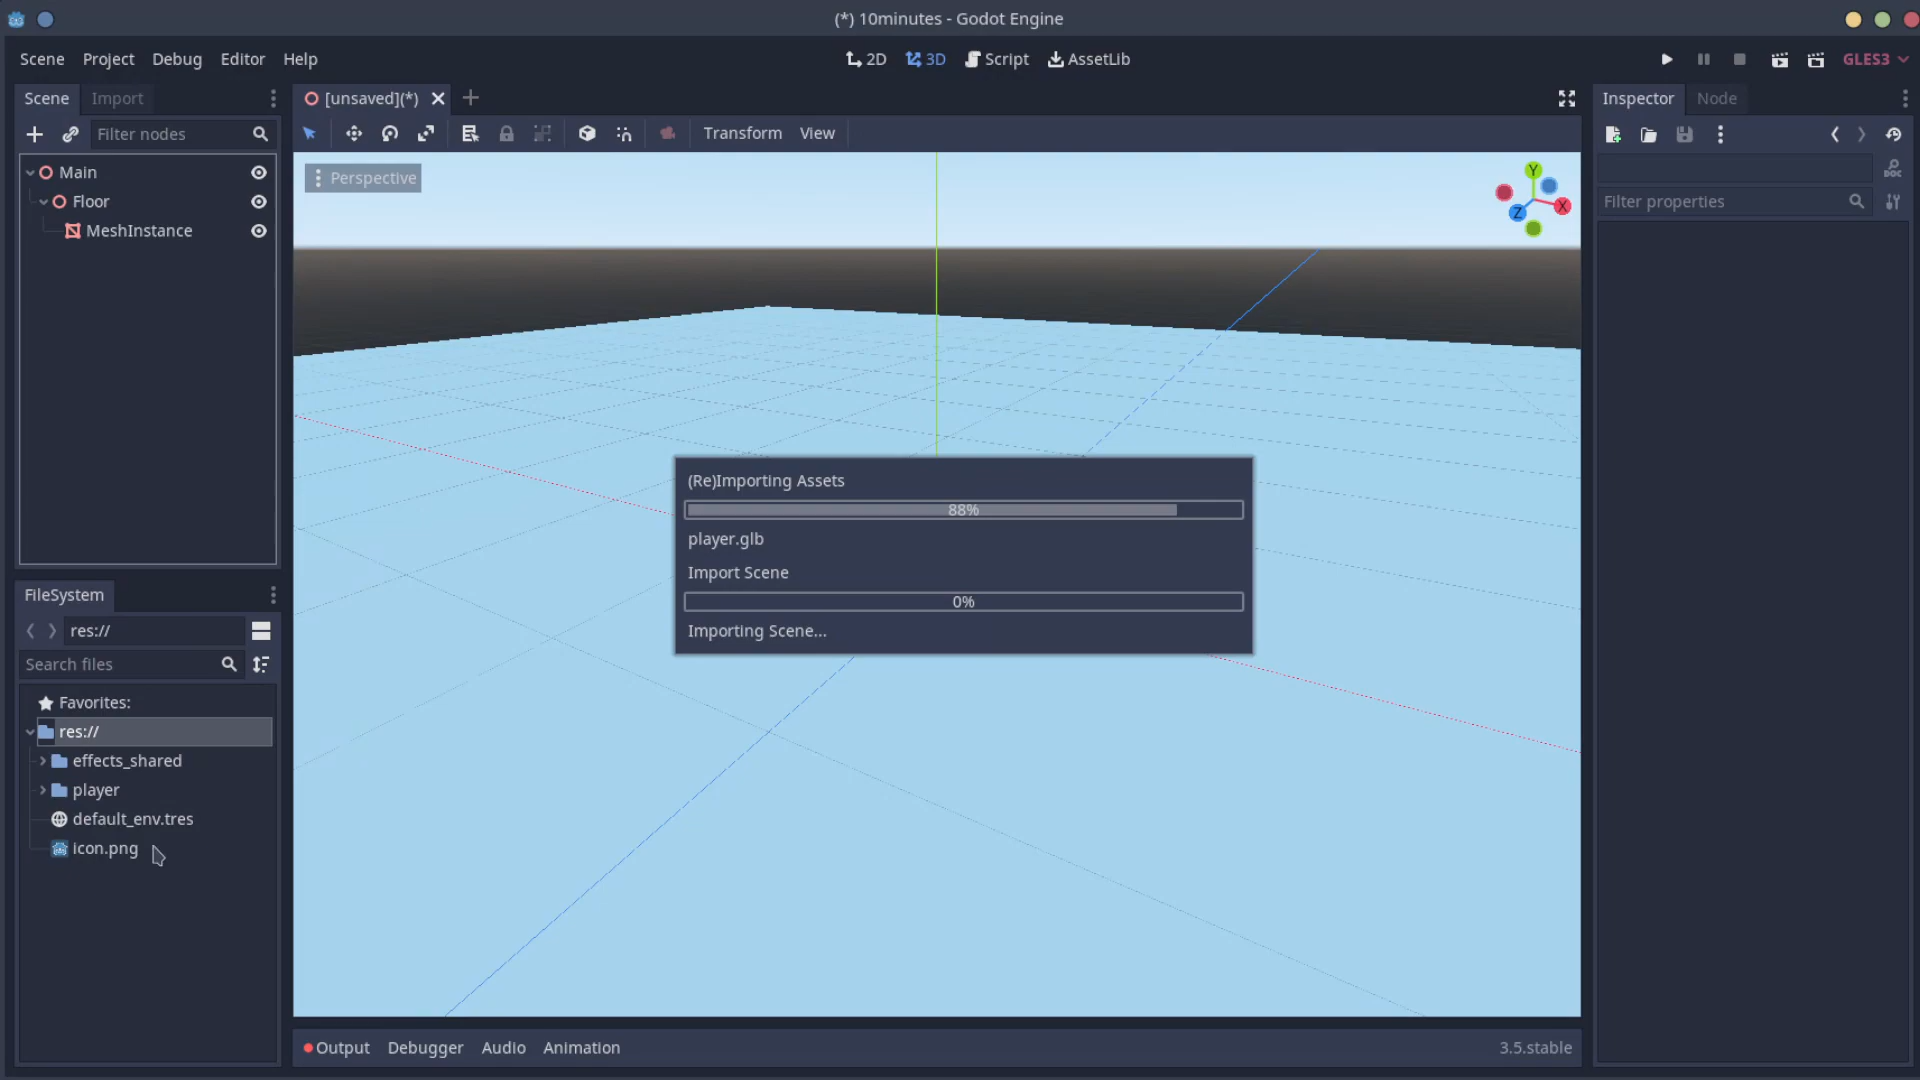 (*) 10minutes - Godot Engine
Scene Project Debug Editor Help
2D 3D Script AssetLib
GLES3
Scene Import
[unsaved](*)
Inspector Node
Filter nodes
Transform View
Main
Floor
MeshInstance
Perspective
Y
X
Z
DOC
Filter properties
(Re)Importing Assets
88%
player.glb
Import Scene
0%
Importing Scene...
FileSystem
res://
Search files
Favorites:
res://
effects_shared
player
default_env.tres
icon.png
Output Debugger Audio Animation
3.5.stable